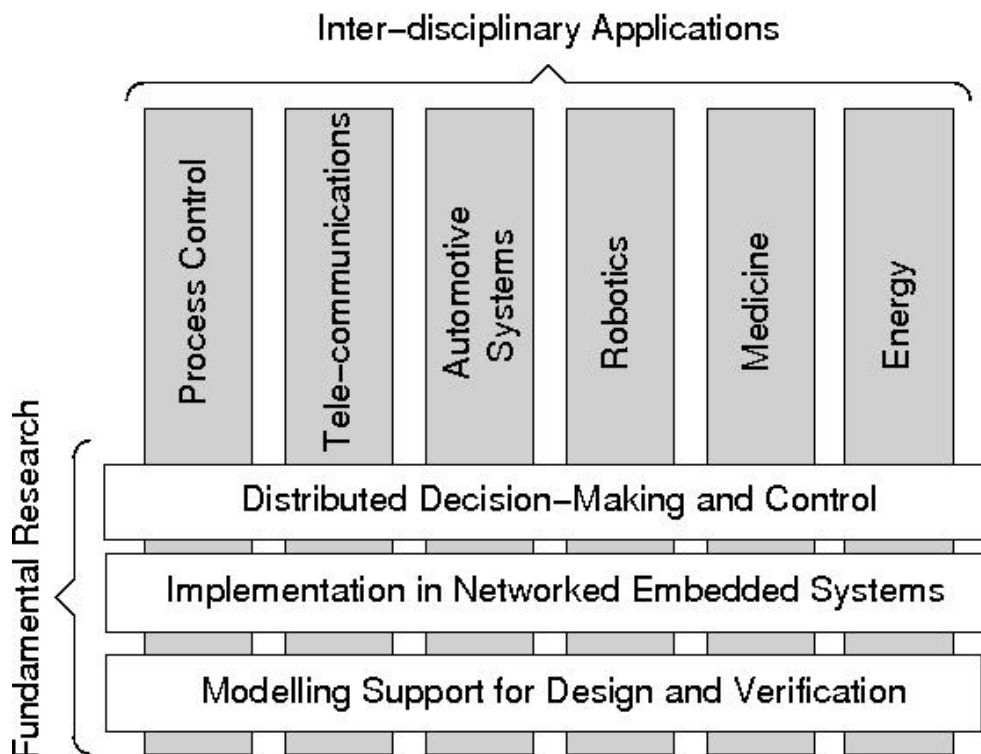 Inter-disciplinary Applications
Process Control
Tele-communications
Automotive
Systems
Robotics
Medicine
Energy
Fundamental Research
Distributed Decision-Making and Control
Implementation in Networked Embedded Systems
Modelling Support for Design and Verification